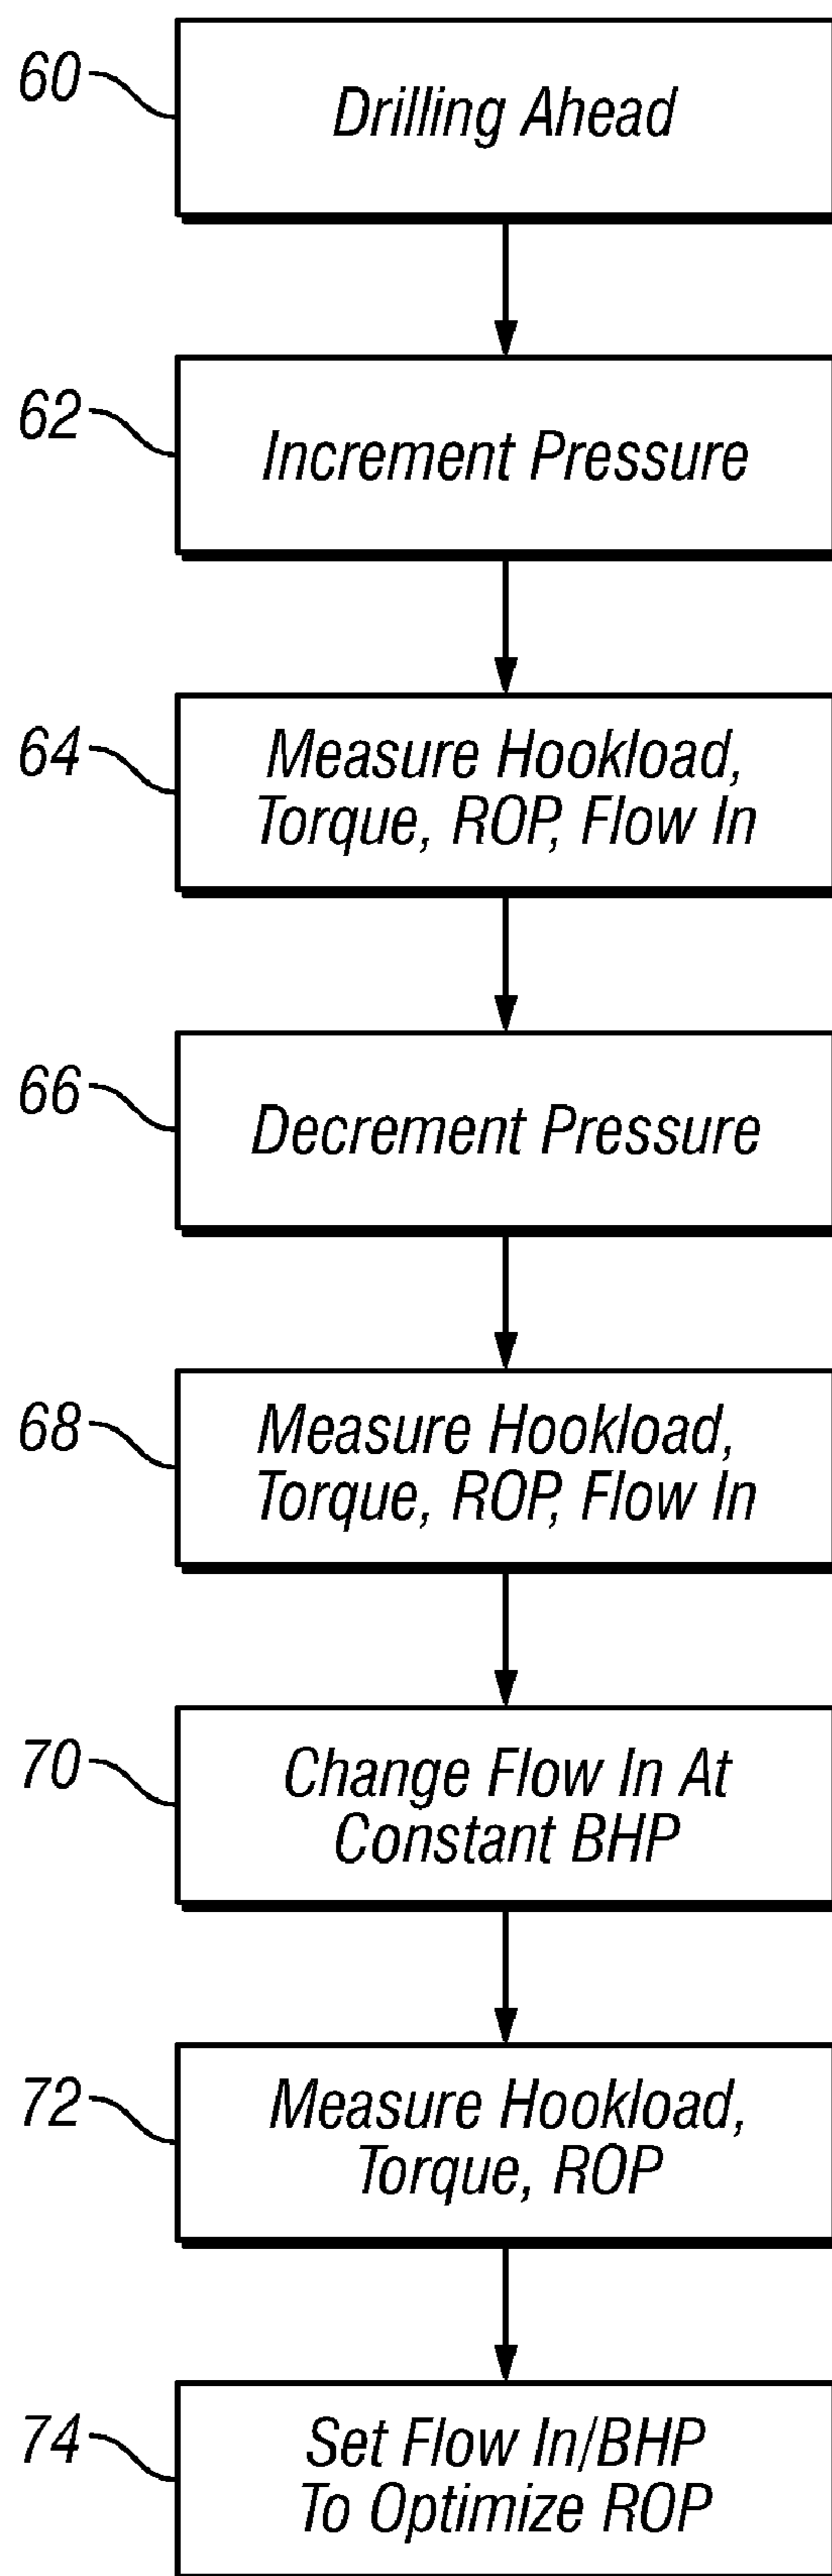 60
Drilling Ahead
62
Increment Pressure
64
Measure Hookload,
Torque, ROP, Flow In
66
Decrement Pressure
68
Measure Hookload,
Torque, ROP, Flow In
70
Change Flow In At
Constant BHP
72
Measure Hookload,
Torque, ROP
74
Set Flow In/BHP
To Optimize ROP